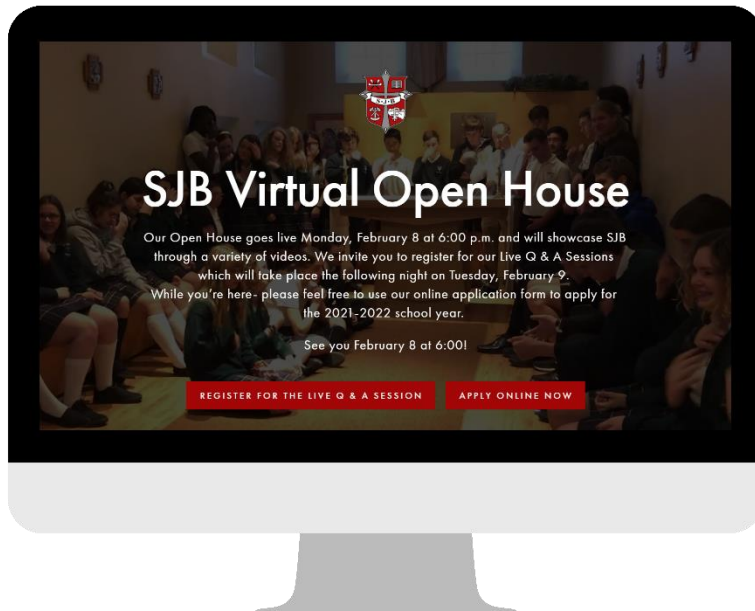 S·J·B
SJB Virtual Open House
Our Open House goes live Monday, February 8 at 6:00 p.m. and will showcase SJB
through a variety of videos. We invite you to register for our Live Q & A Sessions
which will take place the following night on Tuesday, February 9.
While you're here- please feel free to use our online application form to apply for
the 2021-2022 school year.
See you February 8 at 6:00!
REGISTER FOR THE LIVE Q & A SESSION
APPLY ONLINE NOW